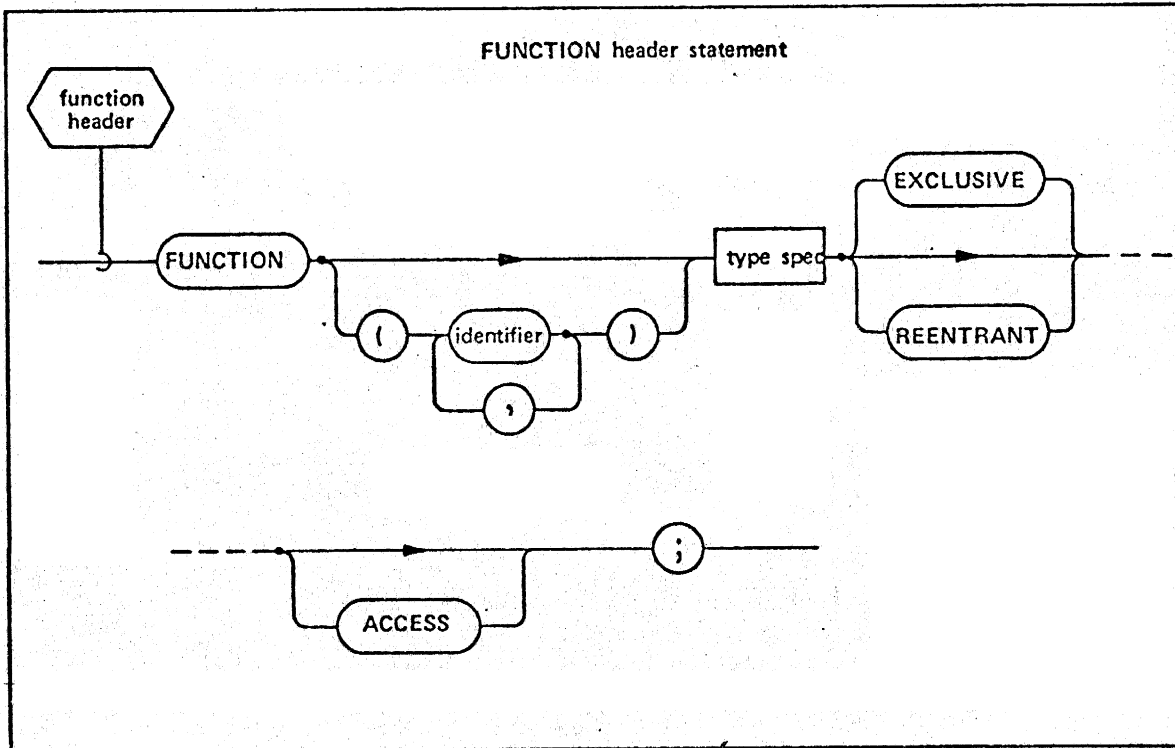 FUNCTION header statement
function
header
EXCLUSIVE
FUNCTION
type spec
( identifier )
REENTRANT
,
;
ACCESS